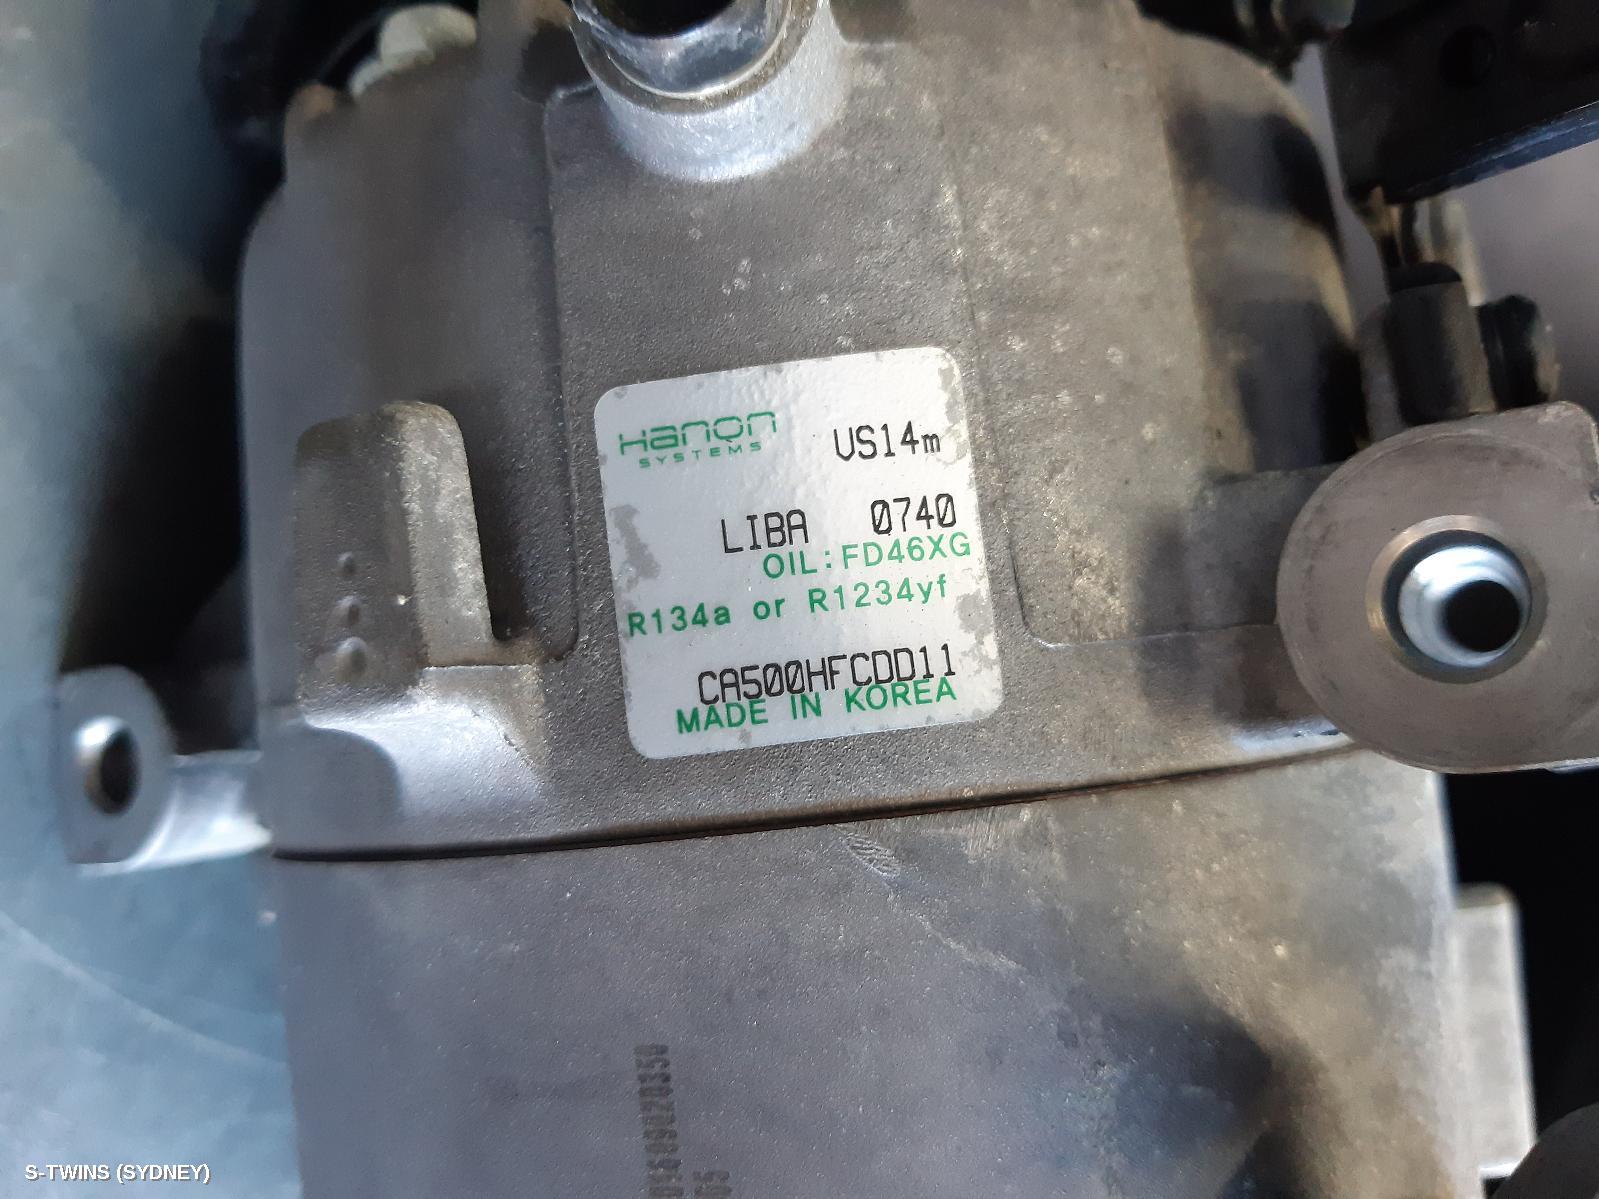 Hanon VS14m
SYSTEMS
LIBA 0740
OIL:FD46XG
R134a or R1234yf
CA500HFCDD11
MADE IN KOREA
S-TWINS (SYDNEY)